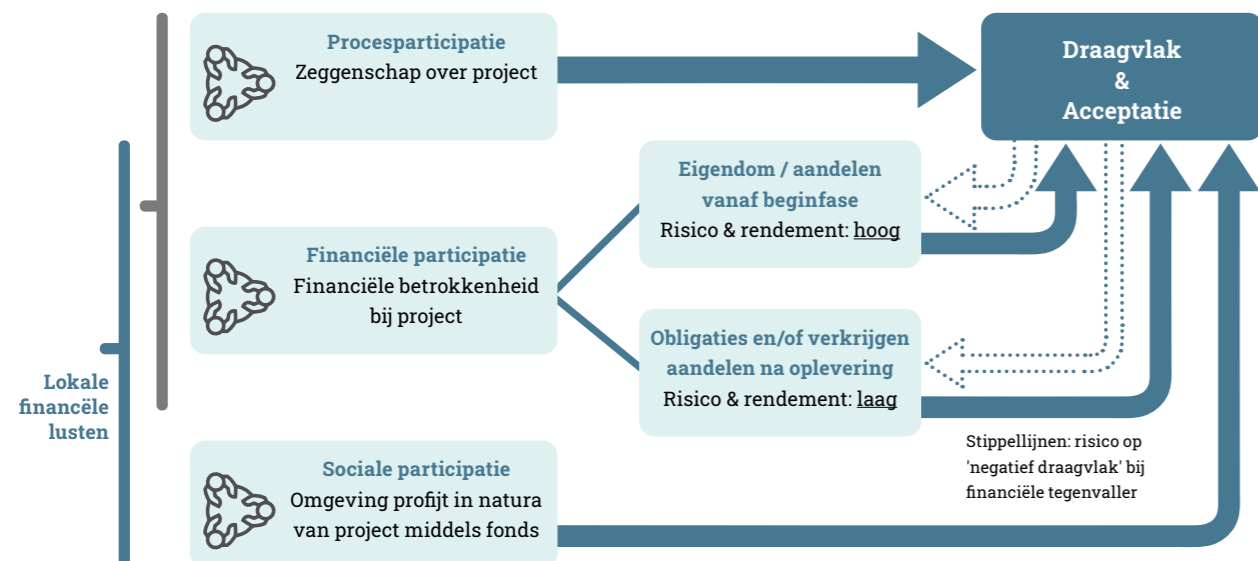 Procesparticipatie
Zeggenschap over project
Draagvlak
&
Acceptatie
Eigendom / aandelen
vanaf beginfase
Risico & rendement: hoog
Financiële participatie
Financiële betrokkenheid
bij project
Obligaties en/of verkrijgen
aandelen na oplevering
Risico & rendement: laag
Lokale
financële
lusten
Stippellijnen: risico op
'negatief draagvlak' bij
financiële tegenvaller
Sociale participatie
Omgeving profijt in natura
van project middels fonds